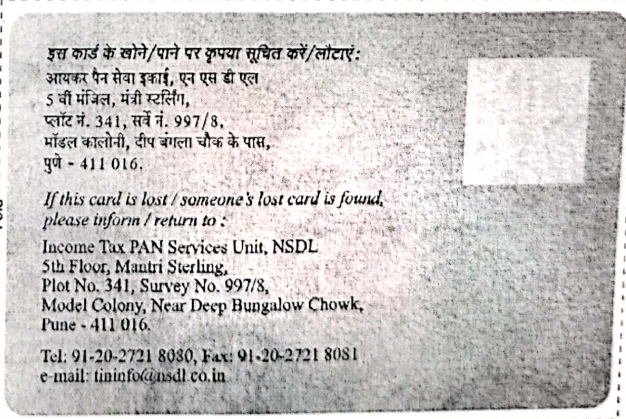 इस कार्ड के खोने/पाने पर कृपया सूचित करें/लौटाएं:
आयकर पैन सेवा इकाई, एन एस डी एल
5 वीं मंजिल, मंत्री स्टर्लिंग,
प्लॉट नं. 341, सर्वे नं. 997/8,
मॉडल कालोनी, दीप बंगला चौक के पास,
पुणे - 411 016.
If this card is lost / someone's lost card is found,
please inform / return to :
Income Tax PAN Services Unit, NSDL
5th Floor, Mantri Sterling,
Plot No. 341, Survey No. 997/8,
Model Colony, Near Deep Bungalow Chowk,
Pune - 411 016.
Tel: 91-20-2721 8080, Fax: 91-20-2721 8081
e-mail: tininfo@nsdl.co.in